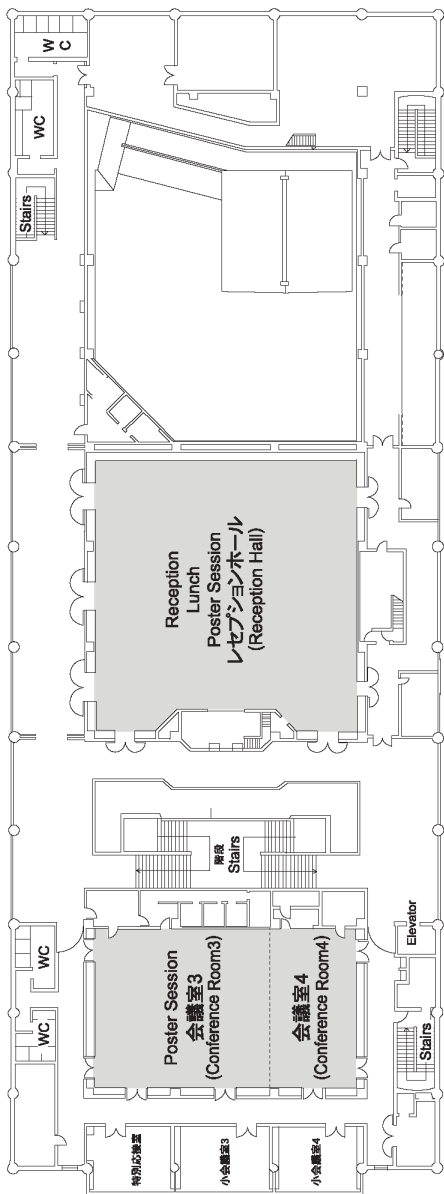 W
C
WC
Stairs
Reception
Lunch
Poster Session
レセプションホール
(Reception Hall)
階段
Stairs
Elevator
WC
WC
Poster Session
会議室3
(Conference Room3)
会議室4
(Conference Room4)
Stairs
特別応接室
小会議室3
小会議室4